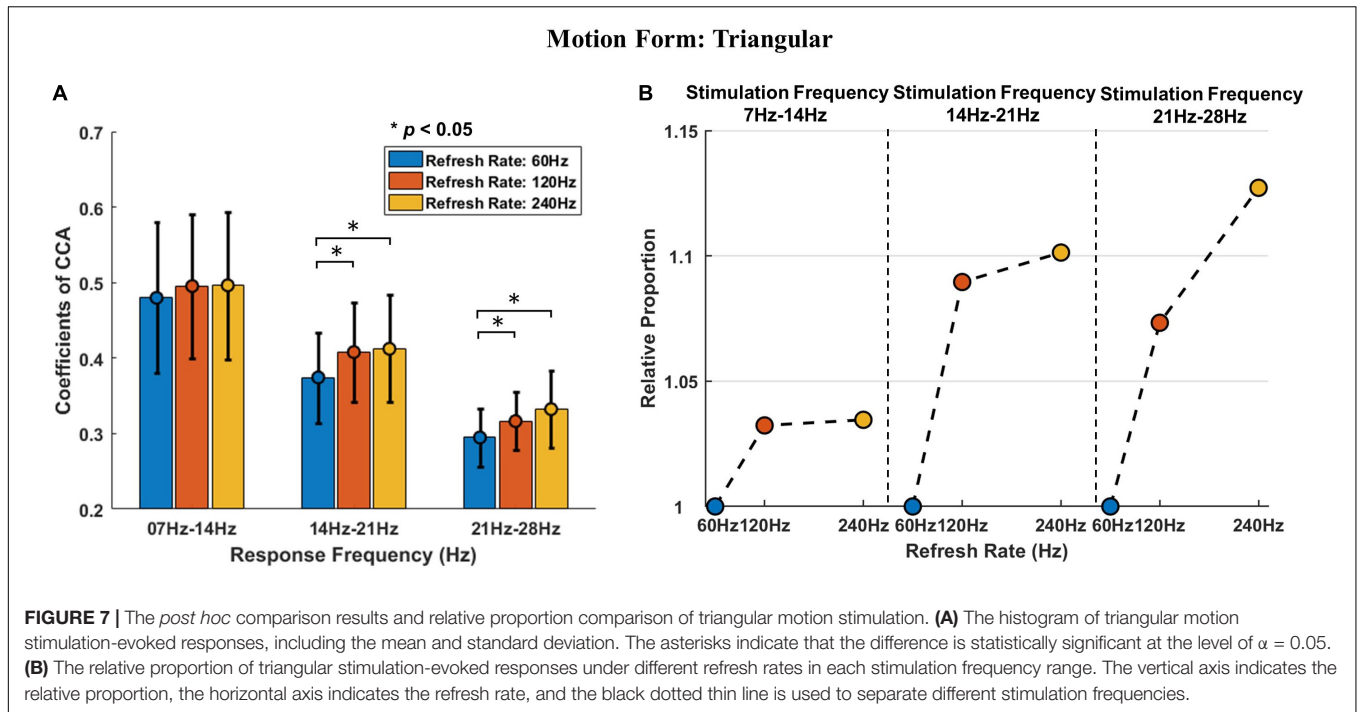 Motion Form: Triangular
A
* p < 0.05
Refresh Rate: 60Hz
Refresh Rate: 120Hz
Refresh Rate: 240Hz
0.7
0.6
0.5
0.4
0.3
0.2
Coefficients of CCA
*
*
*
*
07Hz-14Hz
14Hz-21Hz
21Hz-28Hz
Response Frequency (Hz)
B
Stimulation Frequency
7Hz-14Hz
Stimulation Frequency
14Hz-21Hz
Stimulation Frequency
21Hz-28Hz
1.15
1.1
1.05
1
Relative Proportion
60Hz 120Hz 240Hz 60Hz 120Hz 240Hz 60Hz 120Hz 240Hz
Refresh Rate (Hz)
FIGURE 7 | The post hoc comparison results and relative proportion comparison of triangular motion stimulation. (A) The histogram of triangular motion
stimulation-evoked responses, including the mean and standard deviation. The asterisks indicate that the difference is statistically significant at the level of α = 0.05.
(B) The relative proportion of triangular stimulation-evoked responses under different refresh rates in each stimulation frequency range. The vertical axis indicates the
relative proportion, the horizontal axis indicates the refresh rate, and the black dotted thin line is used to separate different stimulation frequencies.